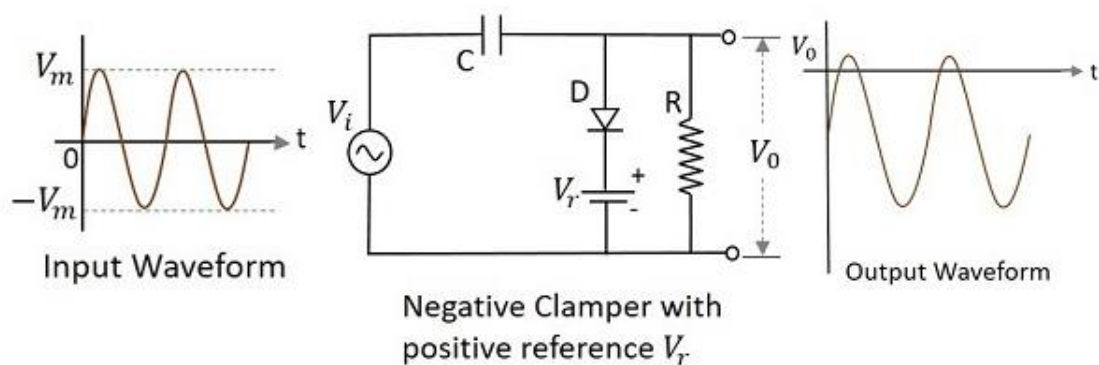 V_m
0
t
−V_m
Input Waveform
V_i
C
D
R
V_r
+
-
V_0
Negative Clamper with
positive reference V_r
V_0
t
Output Waveform